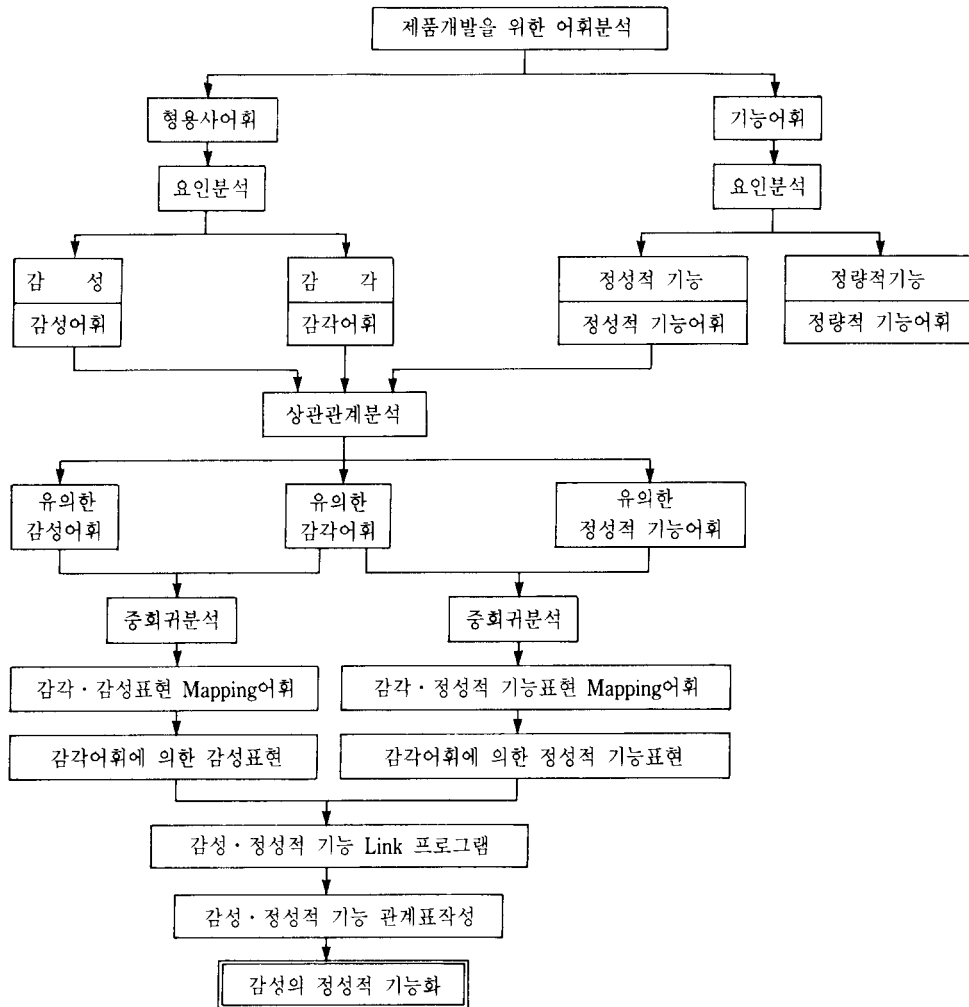 제품개발을 위한 어휘분석
형용사어휘
기능어휘
요인분석
요인분석
감 성
감성어휘
감 각
감각어휘
정성적 기능
정성적 기능어휘
정량적기능
정량적 기능어휘
상관관계분석
유의한
감성어휘
유의한
감각어휘
유의한
정성적 기능어휘
중회귀분석
중회귀분석
감각·감성표현 Mapping어휘
감각·정성적 기능표현 Mapping어휘
감각어휘에 의한 감성표현
감각어휘에 의한 정성적 기능표현
감성·정성적 기능 Link 프로그램
감성·정성적 기능 관계표작성
감성의 정성적 기능화